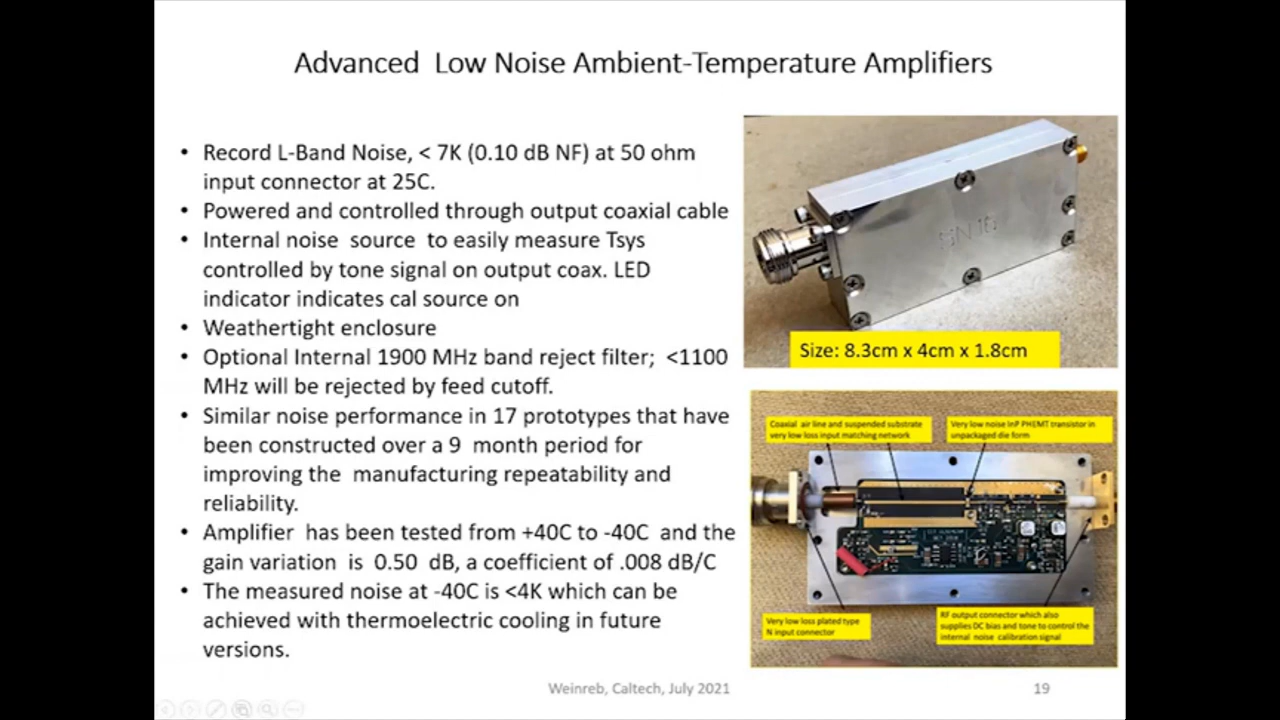 Advanced Low Noise Ambient-Temperature Amplifiers
• Record L-Band Noise, < 7K (0.10 dB NF) at 50 ohm
input connector at 25C.
• Powered and controlled through output coaxial cable
• Internal noise source to easily measure Tsys
controlled by tone signal on output coax. LED
indicator indicates cal source on
• Weathertight enclosure
• Optional Internal 1900 MHz band reject filter; <1100
MHz will be rejected by feed cutoff.
• Similar noise performance in 17 prototypes that have
been constructed over a 9 month period for
improving the manufacturing repeatability and
reliability.
• Amplifier has been tested from +40C to -40C and the
gain variation is 0.50 dB, a coefficient of .008 dB/C
• The measured noise at -40C is <4K which can be
achieved with thermoelectric cooling in future
versions.
SN16
Size: 8.3cm x 4cm x 1.8cm
Coaxial air line and suspended substrate
very low loss input matching network
Very low noise InP PHEMT transistor in
unpackaged die form
Very low loss plated type
N input connector
RF output connector which also
supplies DC bias and tone to control the
internal noise calibration signal
Weinreb, Caltech, July 2021
19